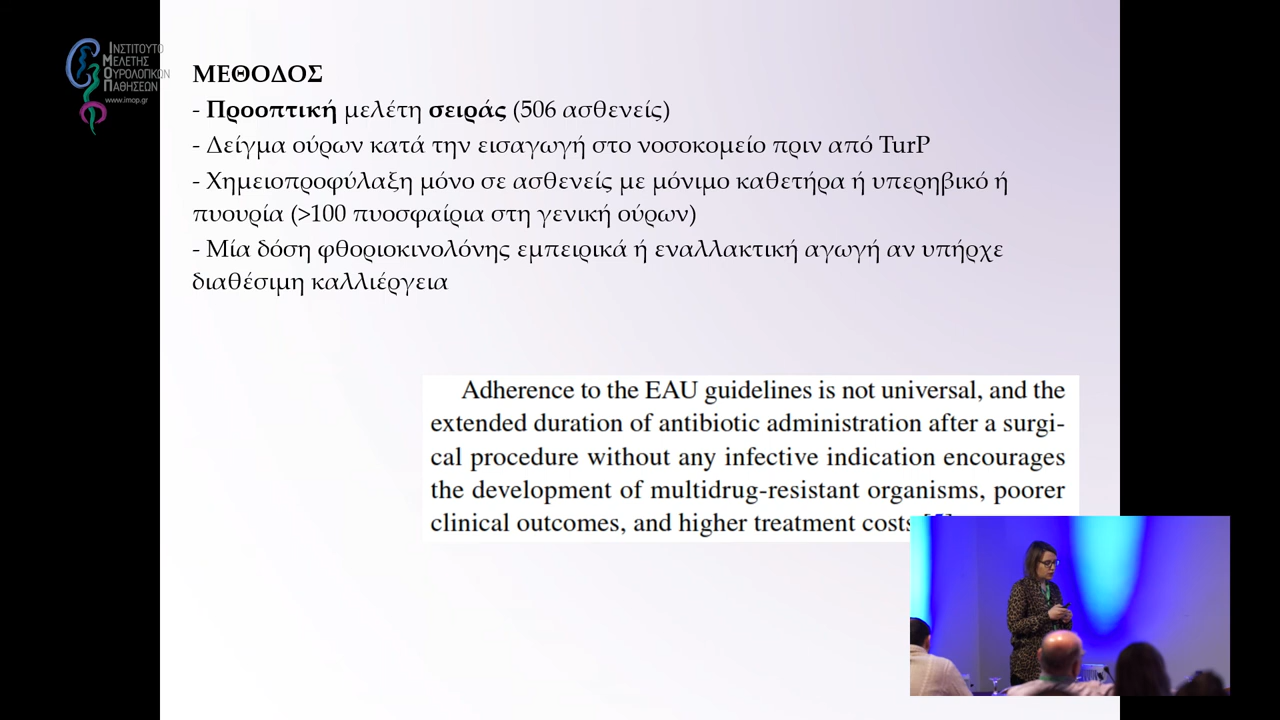 ΙΝΣΤΙΤΟΥΤΟ
ΜΕΛΕΤΗΣ
ΟΥΡΟΛΟΓΙΚΩΝ
ΠΑΘΗΣΕΩΝ
www.imop.gr
ΜΕΘΟΔΟΣ
- Προοπτική μελέτη σειράς (506 ασθενείς)
- Δείγμα ούρων κατά την εισαγωγή στο νοσοκομείο πριν από TurP
- Χημειοπροφύλαξη μόνο σε ασθενείς με μόνιμο καθετήρα ή υπερηβικό ή
πυουρία (>100 πυοσφαίρια στη γενική ούρων)
- Μία δόση φθοριοκινολόνης εμπειρικά ή εναλλακτική αγωγή αν υπήρχε
διαθέσιμη καλλιέργεια
Adherence to the EAU guidelines is not universal, and the
extended duration of antibiotic administration after a surgi-
cal procedure without any infective indication encourages
the development of multidrug-resistant organisms, poorer
clinical outcomes, and higher treatment costs